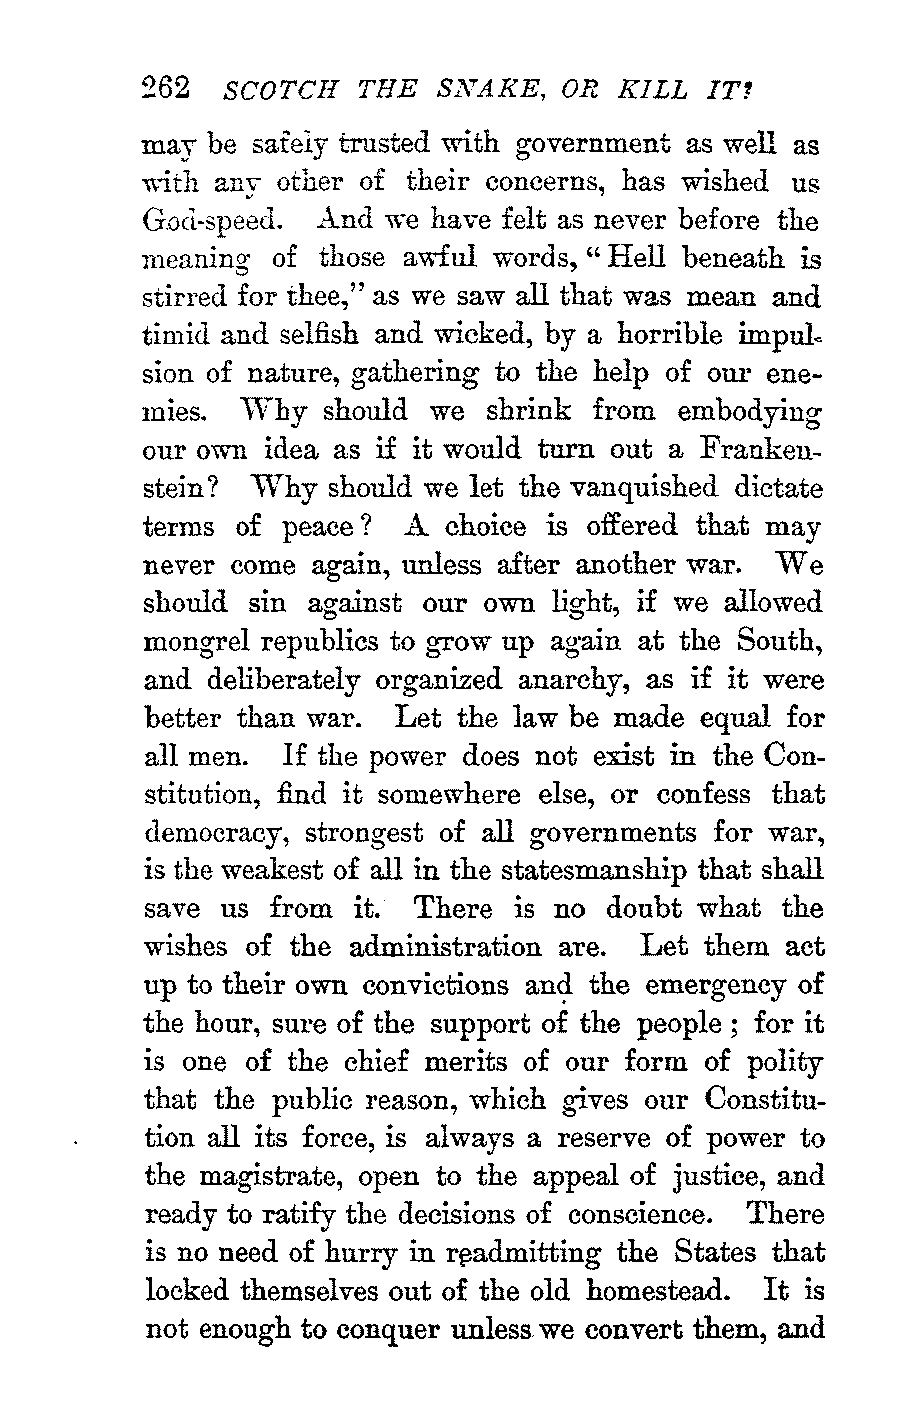 262 SCOTCH THE SNAKE, OR KILL IT?
may be safely trusted with government as well as
with any other of their concerns, has wished us
God-speed. And we have felt as never before the
meaning of those awful words, “Hell beneath is
stirred for thee,” as we saw all that was mean and
timid and selfish and wicked, by a horrible impul-
sion of nature, gathering to the help of our ene-
mies. Why should we shrink from embodying
our own idea as if it would turn out a Franken-
stein? Why should we let the vanquished dictate
terms of peace? A choice is offered that may
never come again, unless after another war. We
should sin against our own light, if we allowed
mongrel republics to grow up again at the South,
and deliberately organized anarchy, as if it were
better than war. Let the law be made equal for
all men. If the power does not exist in the Con-
stitution, find it somewhere else, or confess that
democracy, strongest of all governments for war,
is the weakest of all in the statesmanship that shall
save us from it. There is no doubt what the
wishes of the administration are. Let them act
up to their own convictions and the emergency of
the hour, sure of the support of the people; for it
is one of the chief merits of our form of polity
that the public reason, which gives our Constitu-
tion all its force, is always a reserve of power to
the magistrate, open to the appeal of justice, and
ready to ratify the decisions of conscience. There
is no need of hurry in readmitting the States that
locked themselves out of the old homestead. It is
not enough to conquer unless we convert them, and